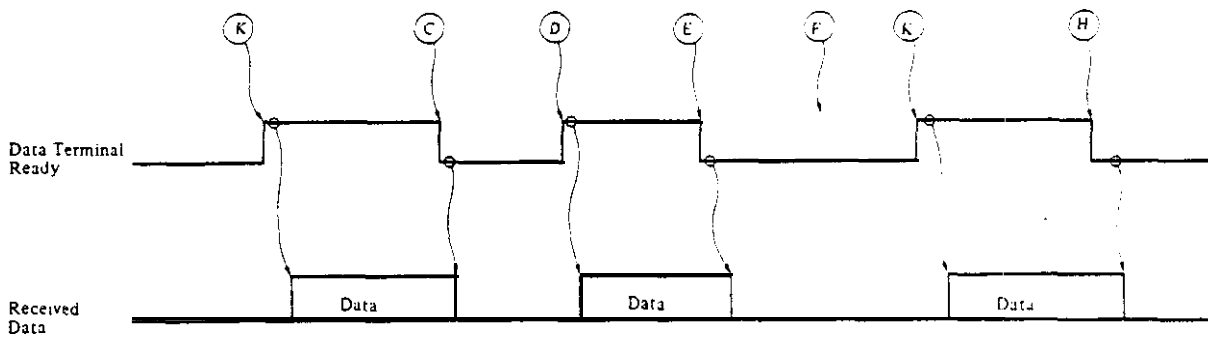 K C D E F K H
Data Terminal
Ready
Data Data Data
Received
Data